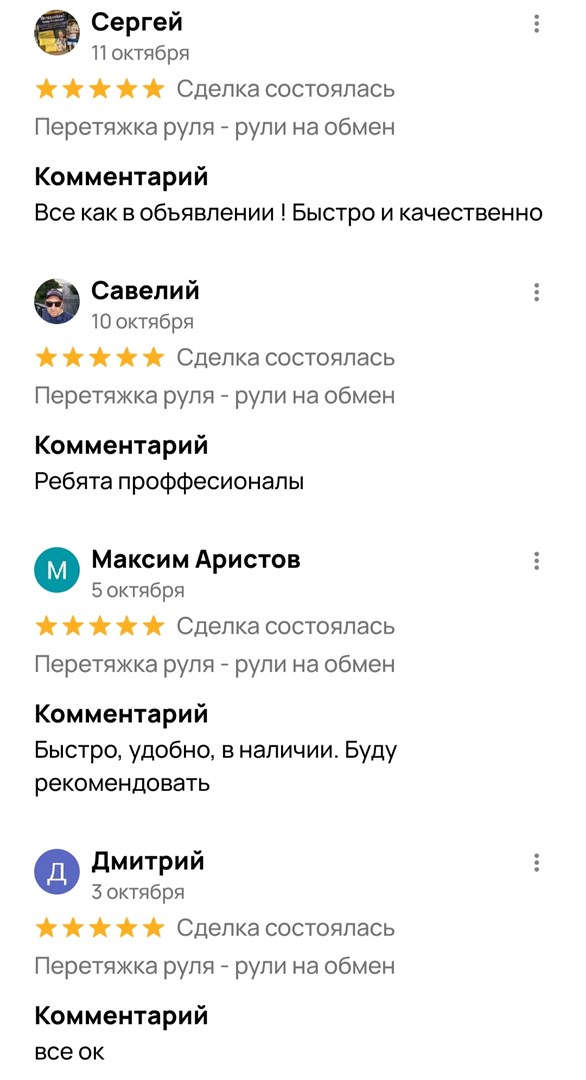 Сергей
11 октября
Сделка состоялась
Перетяжка руля - рули на обмен
Комментарий
Все как в объявлении ! Быстро и качественно
Савелий
10 октября
Сделка состоялась
Перетяжка руля - рули на обмен
Комментарий
Ребята проффесионалы
М
Максим Аристов
5 октября
Сделка состоялась
Перетяжка руля - рули на обмен
Комментарий
Быстро, удобно, в наличии. Буду
рекомендовать
Д
Дмитрий
3 октября
Сделка состоялась
Перетяжка руля - рули на обмен
Комментарий
все ок